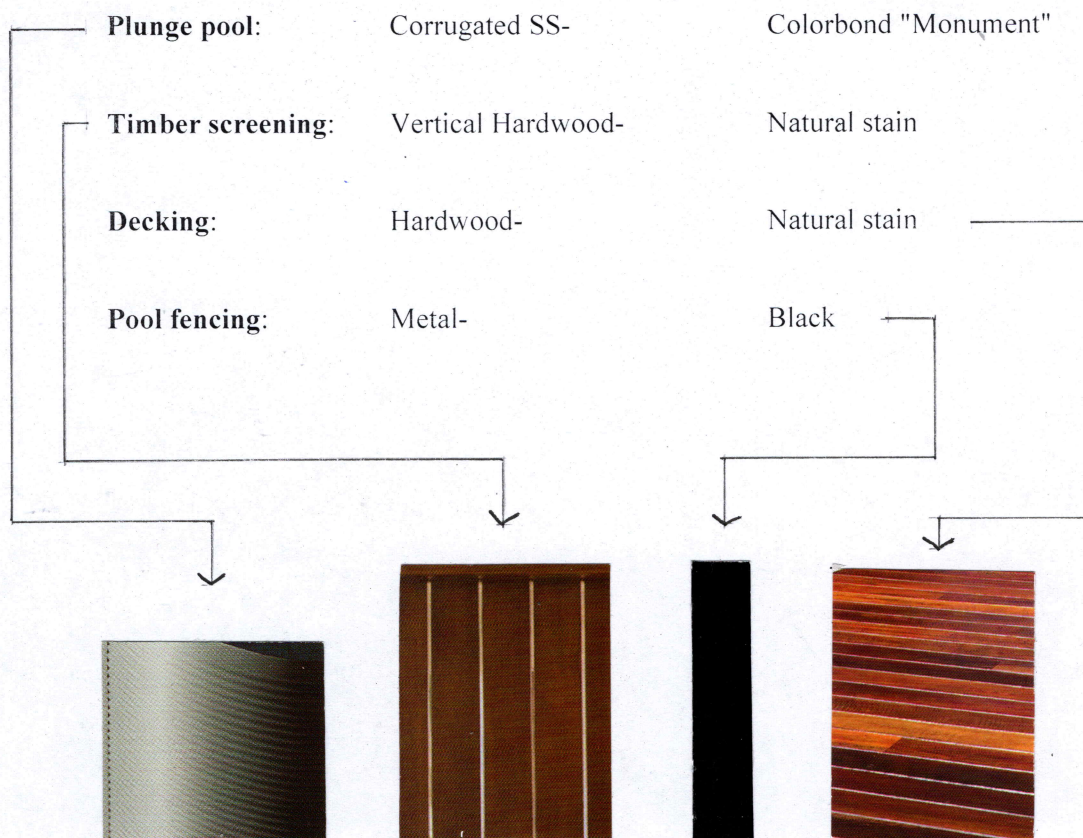 Plunge pool: Corrugated SS- Colorbond "Monument"
Timber screening: Vertical Hardwood- Natural stain
Decking: Hardwood- Natural stain
Pool fencing: Metal- Black